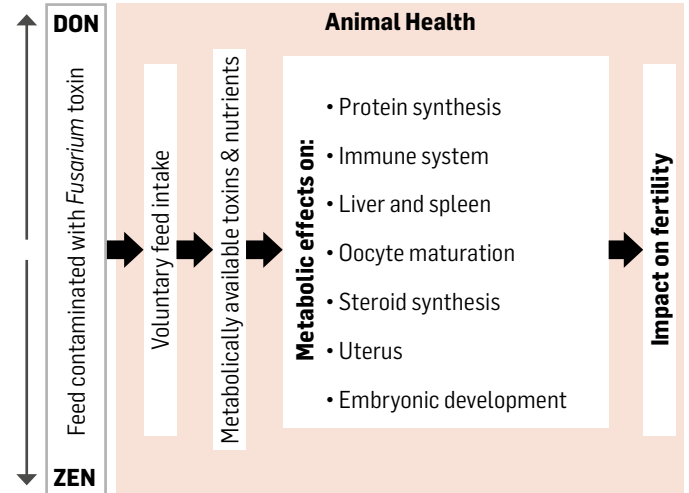 DON
Feed contaminated with Fusarium toxin
ZEN
Animal Health
Voluntary feed intake
Metabolically available toxins & nutrients
Metabolic effects on:
• Protein synthesis
• Immune system
• Liver and spleen
• Oocyte maturation
• Steroid synthesis
• Uterus
• Embryonic development
Impact on fertility